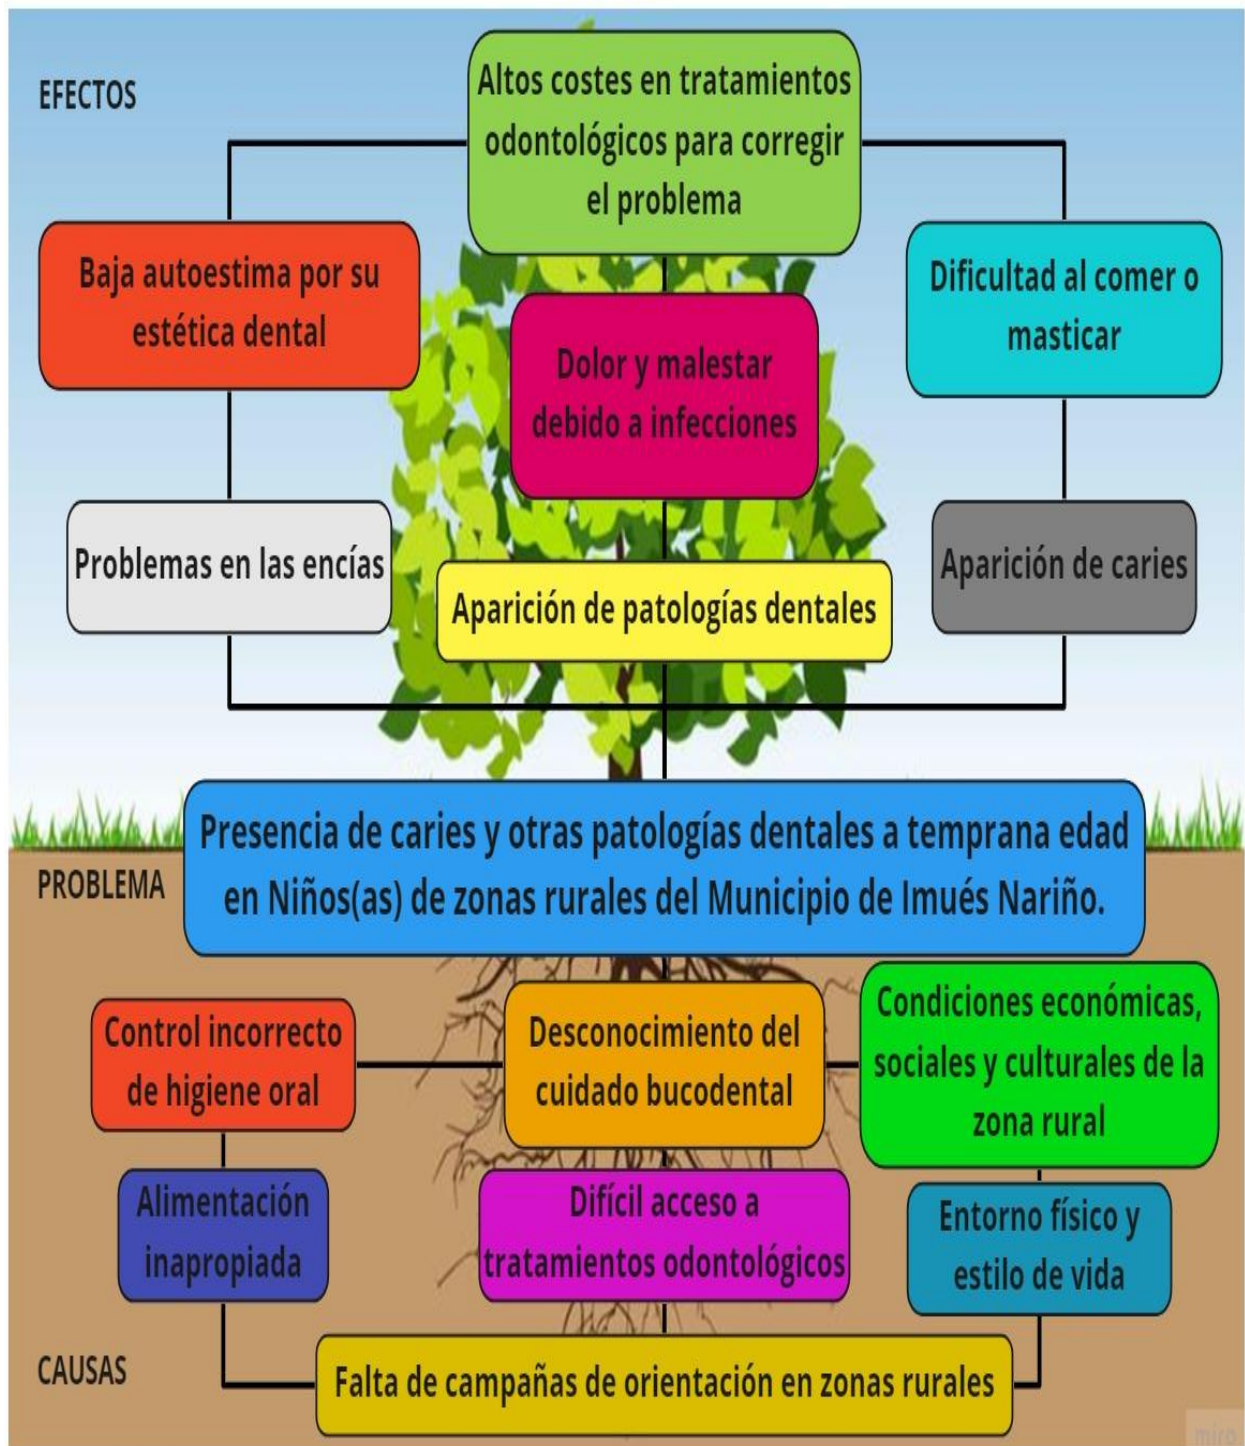 EFECTOS
Altos costes en tratamientos
odontológicos para corregir
el problema
Baja autoestima por su
estética dental
Dolor y malestar
debido a infecciones
Dificultad al comer o
masticar
Problemas en las encías
Aparición de patologías dentales
Aparición de caries
PROBLEMA
Presencia de caries y otras patologías dentales a temprana edad
en Niños(as) de zonas rurales del Municipio de Imués Nariño.
Control incorrecto
de higiene oral
Desconocimiento del
cuidado bucodental
Condiciones económicas,
sociales y culturales de la
zona rural
Alimentación
inapropiada
Difícil acceso a
tratamientos odontológicos
Entorno físico y
estilo de vida
CAUSAS
Falta de campañas de orientación en zonas rurales
miro